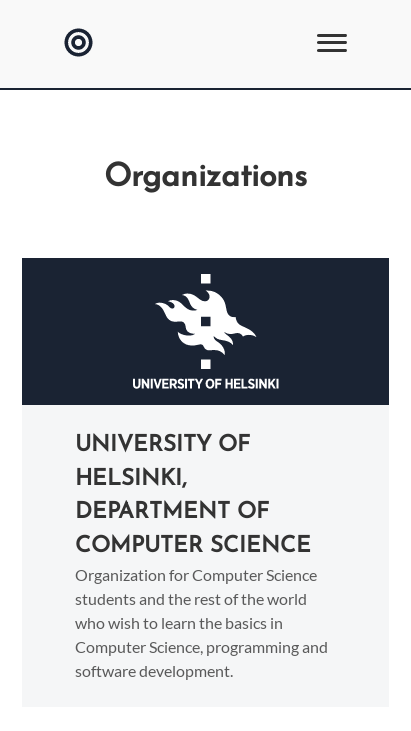 Organizations
UNIVERSITY OF HELSINKI
UNIVERSITY OF
HELSINKI,
DEPARTMENT OF
COMPUTER SCIENCE
Organization for Computer Science
students and the rest of the world
who wish to learn the basics in
Computer Science, programming and
software development.